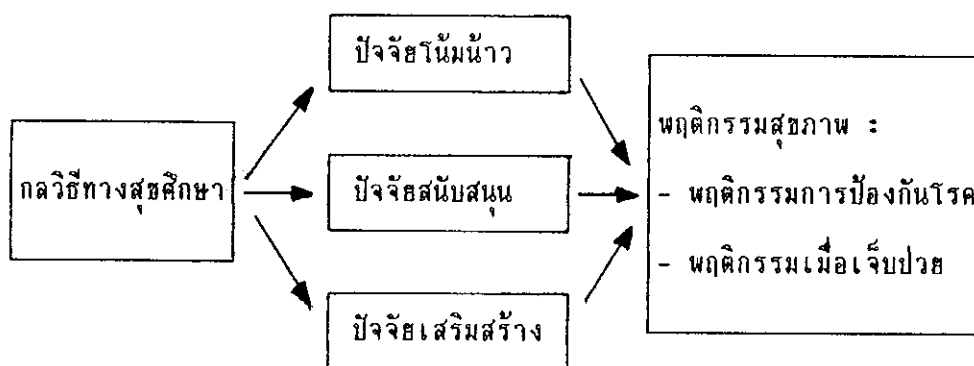 กลวิธีทางสุขศึกษา
ปัจจัยโน้มน้าว
ปัจจัยสนับสนุน
ปัจจัยเสริมสร้าง
พฤติกรรมสุขภาพ :
- พฤติกรรมการป้องกันโรค
- พฤติกรรมเมื่อเจ็บป่วย